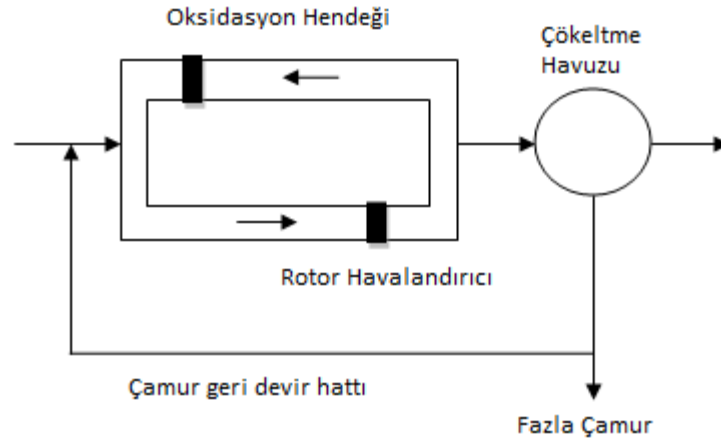 Oksidasyon Hendeği
Çökeltme
Havuzu
Rotor Havalandırıcı
Çamur geri devir hattı
Fazla Çamur